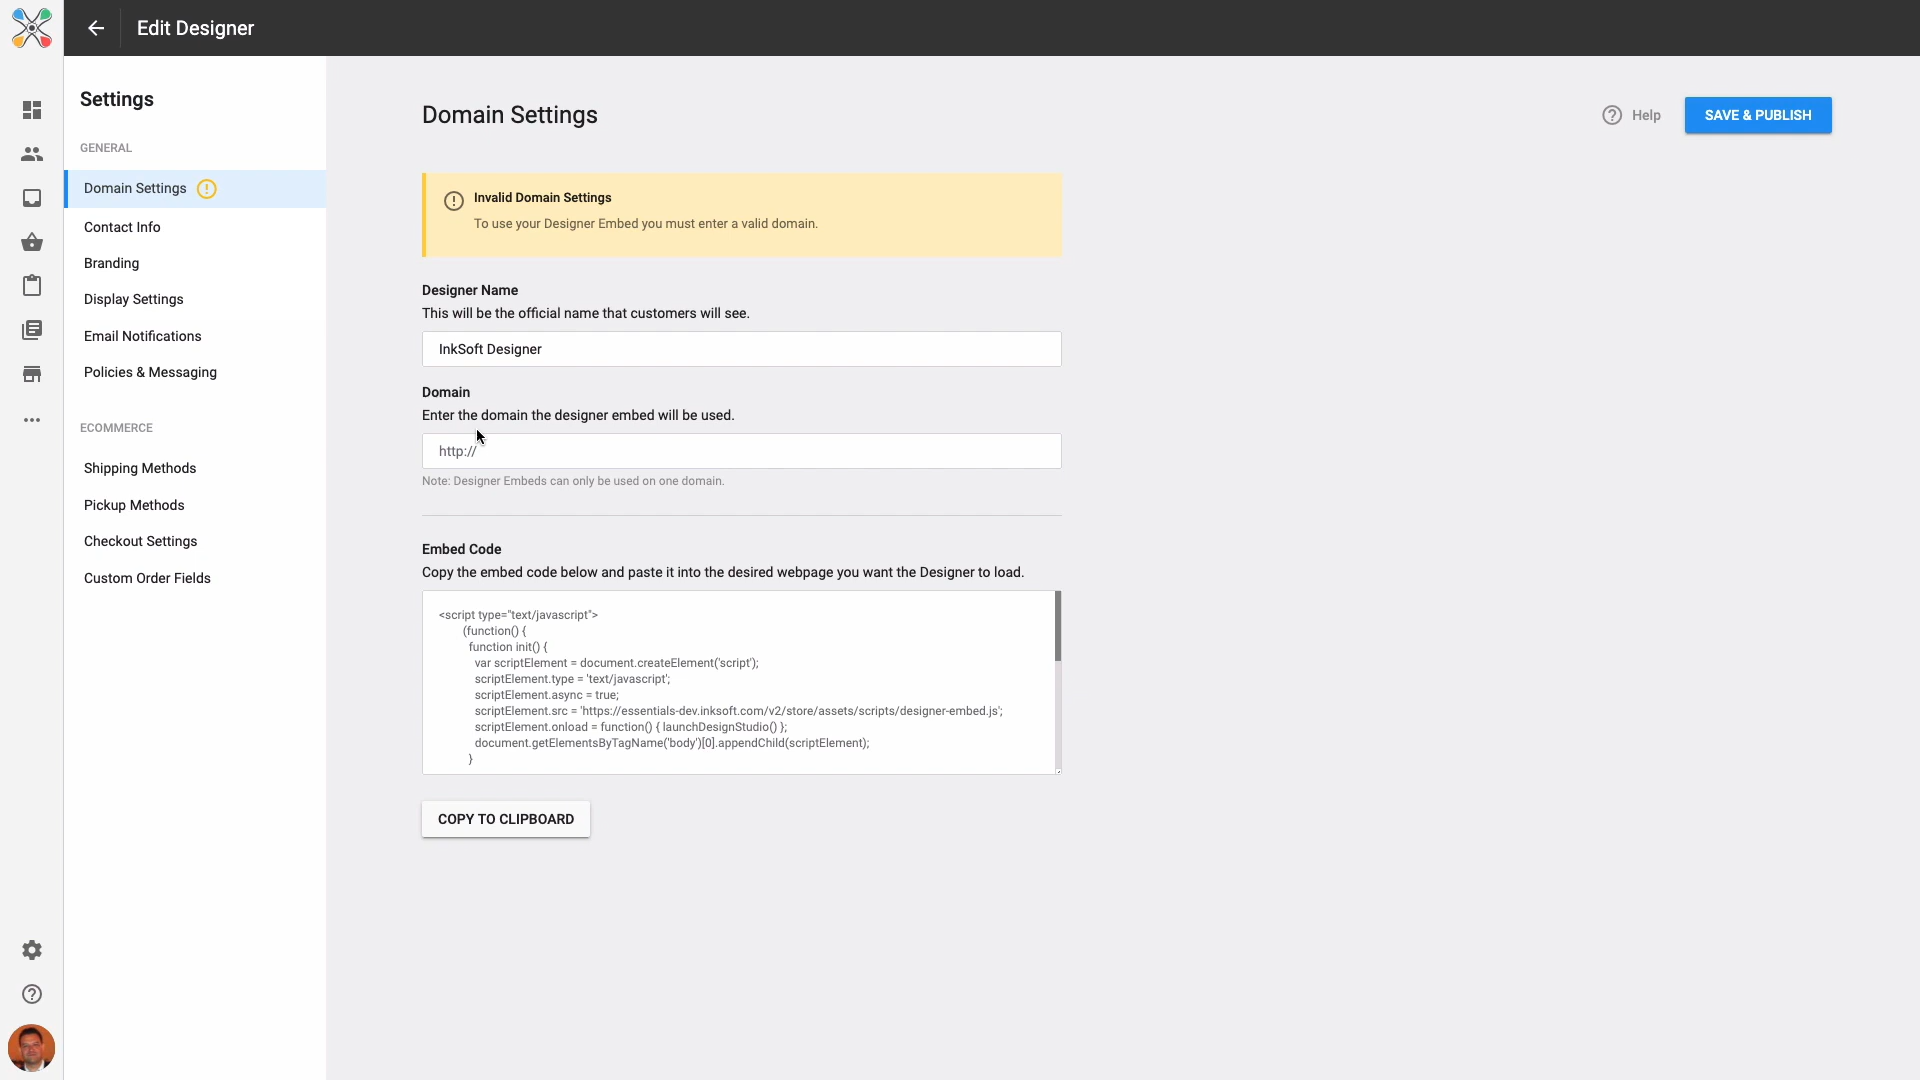 Edit Designer
Settings
GENERAL
Domain Settings
Contact Info
Branding
Display Settings
Email Notifications
Policies & Messaging
ECOMMERCE
Shipping Methods
Pickup Methods
Checkout Settings
Custom Order Fields
Domain Settings
Help
SAVE & PUBLISH
Invalid Domain Settings
To use your Designer Embed you must enter a valid domain.
Designer Name
This will be the official name that customers will see.
InkSoft Designer
Domain
Enter the domain the designer embed will be used.
http://
Note: Designer Embeds can only be used on one domain.
Embed Code
Copy the embed code below and paste it into the desired webpage you want the Designer to load.
<script type="text/javascript">
(function() {
function init() {
var scriptElement = document.createElement('script');
scriptElement.type = 'text/javascript';
scriptElement.async = true;
scriptElement.src = 'https://essentials-dev.inksoft.com/v2/store/assets/scripts/designer-embed.js';
scriptElement.onload = function() { launchDesignStudio() };
document.getElementsByTagName('body')[0].appendChild(scriptElement);
}
COPY TO CLIPBOARD